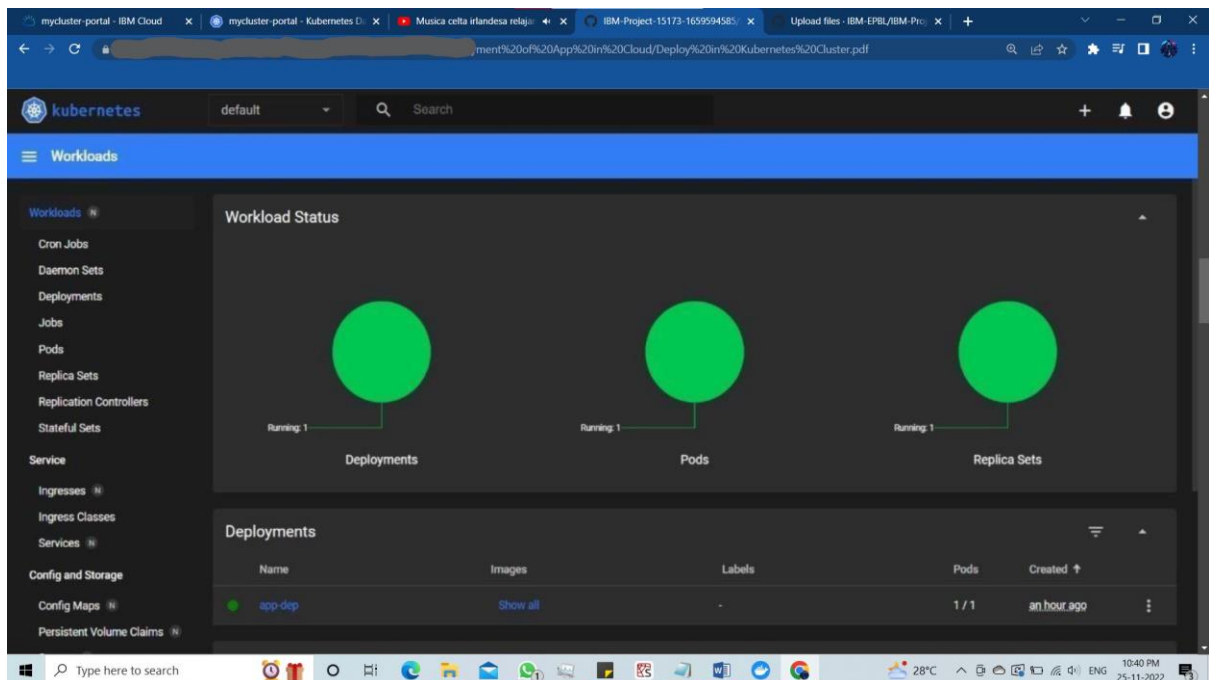 mycluster-portal - IBM Cloud
mycluster-portal - Kubernetes D
Musica celta irlandesa relajar
IBM-Project-15173-1659594585/
Upload files · IBM-EPBL/IBM-Proj
ment%20of%20App%20in%20Cloud/Deploy%20in%20Kubernetes%20Cluster.pdf
kubernetes
default
Search
Workloads
Workloads N
Cron Jobs
Daemon Sets
Deployments
Jobs
Pods
Replica Sets
Replication Controllers
Stateful Sets
Service
Ingresses N
Ingress Classes
Services N
Config and Storage
Config Maps N
Persistent Volume Claims N
Workload Status
Running: 1
Running: 1
Running: 1
Deployments
Pods
Replica Sets
Deployments
Name Images Labels Pods Created
app-dep Show all - 1 / 1 an hour ago
Type here to search
28°C
ENG
10:40 PM
25-11-2022